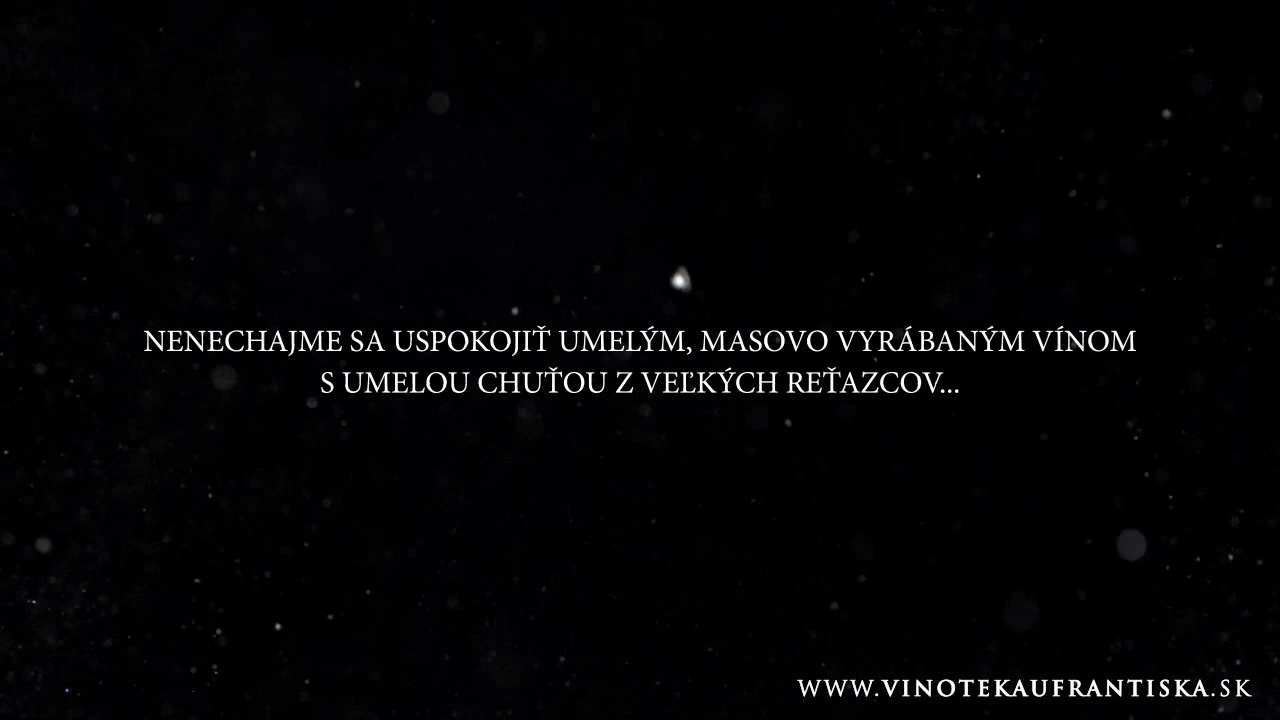 NENECHAJME SA USPOKOJIŤ UMELÝM, MASOVO VYRÁBANÝM VÍNOM
S UMELOU CHUŤOU Z VEĽKÝCH REŤAZCOV...
WWW.VINOTEKAUFRANTISKA.SK